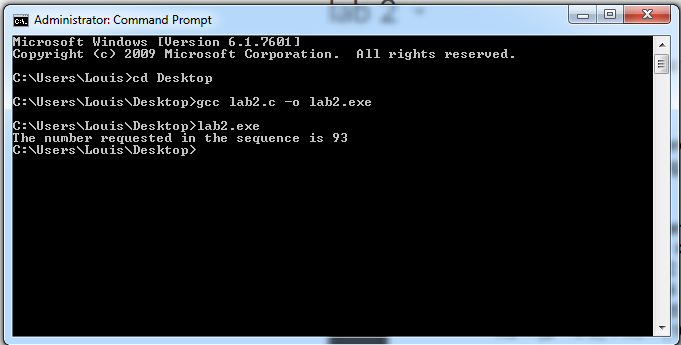 lab 2 -
Administrator: Command Prompt
Microsoft Windows [Version 6.1.7601]
Copyright (c) 2009 Microsoft Corporation.  All rights reserved.
C:\Users\Louis>cd Desktop
C:\Users\Louis\Desktop>gcc lab2.c -o lab2.exe
C:\Users\Louis\Desktop>lab2.exe
The number requested in the sequence is 93
C:\Users\Louis\Desktop>